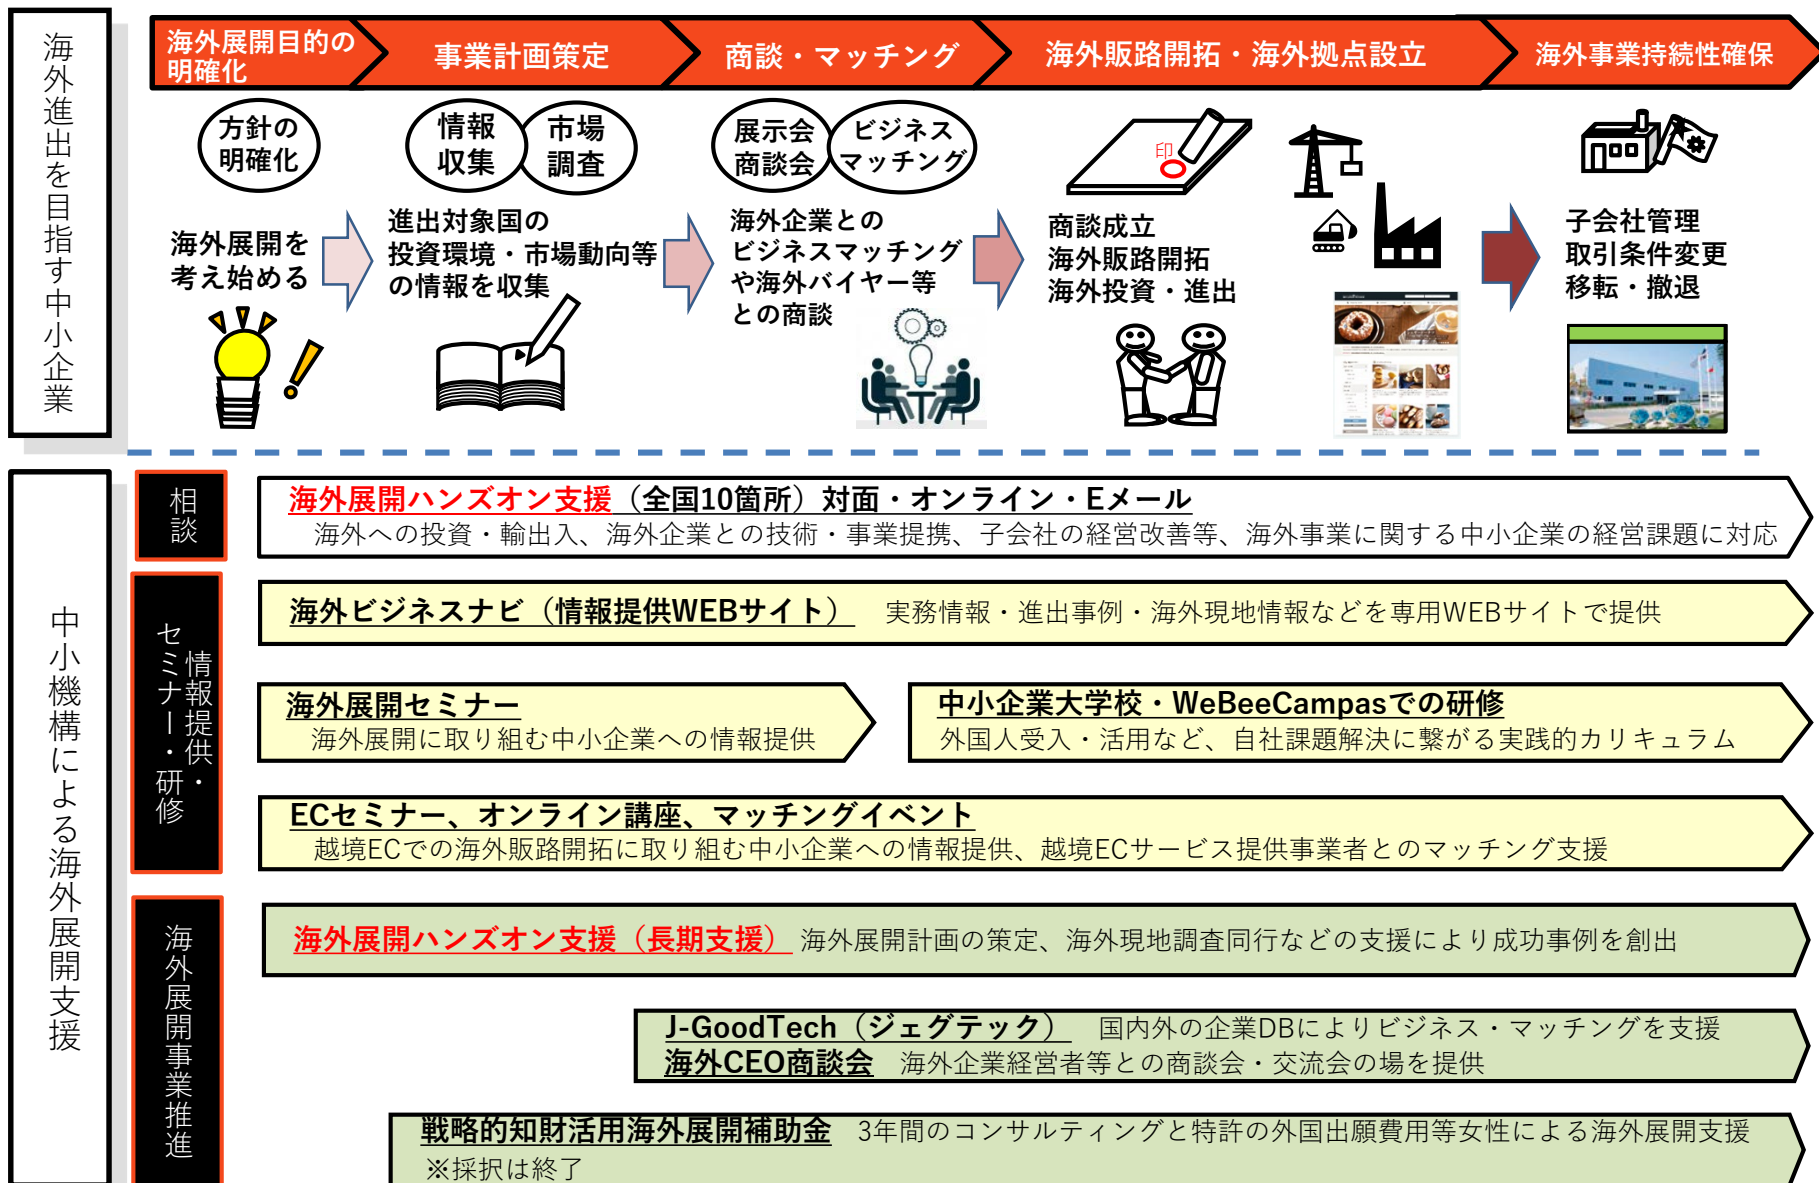 海外進出を目指す中小企業
海外展開目的の
明確化
事業計画策定
商談・マッチング
海外販路開拓・海外拠点設立
海外事業持続性確保
方針の
明確化
情報
収集
市場
調査
展示会
商談会
ビジネス
マッチング
印
海外展開を
考え始める
進出対象国の
投資環境・市場動向等
の情報を収集
海外企業との
ビジネスマッチング
や海外バイヤー等
との商談
商談成立
海外販路開拓
海外投資・進出
子会社管理
取引条件変更
移転・撤退
中小機構による海外展開支援
相談
海外展開ハンズオン支援（全国10箇所）対面・オンライン・Eメール
海外への投資・輸出入、海外企業との技術・事業提携、子会社の経営改善等、海外事業に関する中小企業の経営課題に対応
情報提供・
セミナー・研修
海外ビジネスナビ（情報提供WEBサイト） 実務情報・進出事例・海外現地情報などを専用WEBサイトで提供
海外展開セミナー
海外展開に取り組む中小企業への情報提供
中小企業大学校・WeBeeCampasでの研修
外国人受入・活用など、自社課題解決に繋がる実践的カリキュラム
ECセミナー、オンライン講座、マッチングイベント
越境ECでの海外販路開拓に取り組む中小企業への情報提供、越境ECサービス提供事業者とのマッチング支援
海外展開事業推進
海外展開ハンズオン支援（長期支援） 海外展開計画の策定、海外現地調査同行などの支援により成功事例を創出
J-GoodTech（ジェグテック） 国内外の企業DBによりビジネス・マッチングを支援
海外CEO商談会 海外企業経営者等との商談会・交流会の場を提供
戦略的知財活用海外展開補助金 3年間のコンサルティングと特許の外国出願費用等女性による海外展開支援
※採択は終了